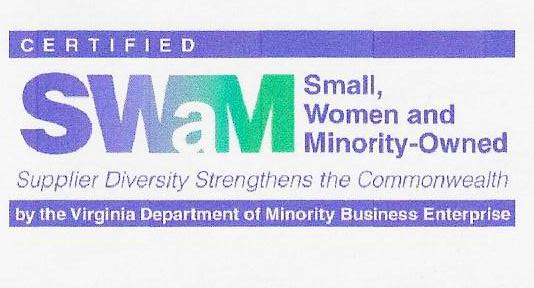 CERTIFIED
SWaM
Small,
Women and
Minority-Owned
Supplier Diversity Strengthens the Commonwealth
by the Virginia Department of Minority Business Enterprise